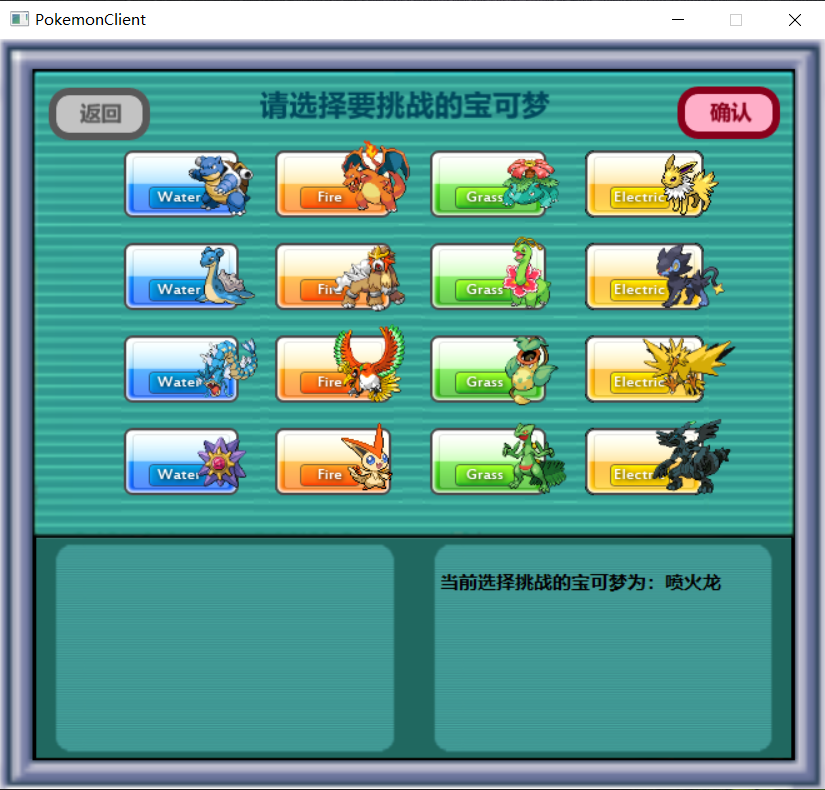 PokemonClient
返回
请选择要挑战的宝可梦
确认
Water
Fire
Grass
Electric
Water
Fire
Grass
Electric
Water
Fire
Grass
Electric
Water
Fire
Grass
Electric
当前选择挑战的宝可梦为：喷火龙